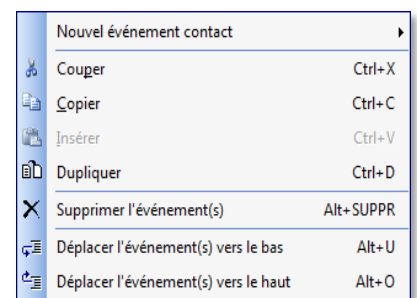 Nouvel événement contact
Couper Ctrl+X
Copier Ctrl+C
Insérer Ctrl+V
Dupliquer Ctrl+D
Supprimer l'événement(s) Alt+SUPPR
Déplacer l'événement(s) vers le bas Alt+U
Déplacer l'événement(s) vers le haut Alt+O